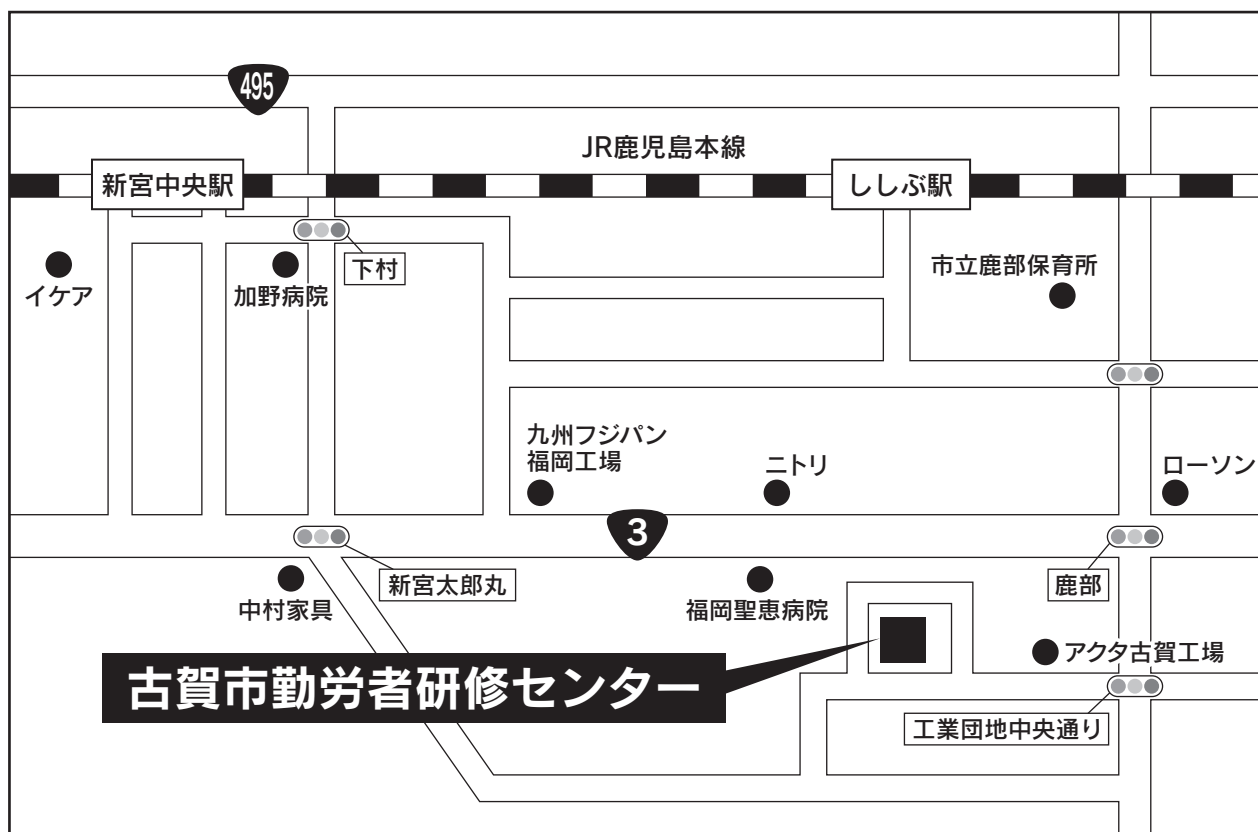 495
JR鹿児島本線
新宮中央駅
ししぶ駅
下村
市立鹿部保育所
イケア
加野病院
九州フジパン
福岡工場
ニトリ
ローソン
3
新宮太郎丸
鹿部
中村家具
福岡聖恵病院
アクタ古賀工場
古賀市勤労者研修センター
工業団地中央通り